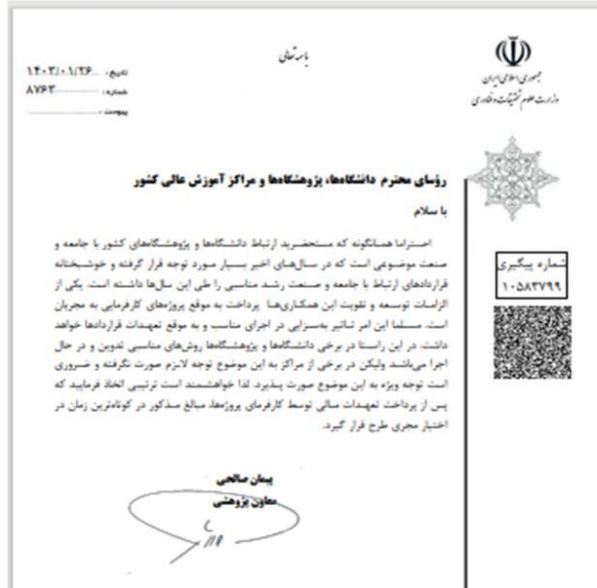 باسمه تعالی
جمهوری اسلامی ایران
وزارت علوم تحقیقات و فناوری
تاریخ : ۱۴۰۳/۰۱/۲۶
شماره : ۸۷۶۳
پیوست :
رؤسای محترم دانشگاه‌ها، پژوهشگاه‌ها و مراکز آموزش عالی کشور
با سلام
احتراما همانگونه که مستحضرید ارتباط دانشگاه‌ها و پژوهشگاه‌های کشور با جامعه و
صنعت موضوعی است که در سال‌های اخیر بسیار مورد توجه قرار گرفته و خوشبختانه
قراردادهای ارتباط با جامعه و صنعت رشد مناسبی را طی این سال‌ها داشته است. یکی از
الزامات توسعه و تقویت این همکاری‌ها پرداخت به موقع پروژه‌های کارفرمایی به مجریان
است. مسلما این امر تاثیر به‌سزایی در اجرای مناسب و به موقع تعهدات قراردادها خواهد
داشت. در این راستا در برخی دانشگاه‌ها و پژوهشگاه‌ها روش‌های مناسبی تدوین و در حال
اجرا می‌باشد ولیکن در برخی از مراکز به این موضوع توجه لازم صورت نگرفته و ضروری
است توجه ویژه به این موضوع صورت پذیرد. لذا خواهشمند است ترتیبی اتخاذ فرمایید که
پس از پرداخت تعهدات مالی توسط کارفرمای پروژه‌ها، مبالغ مذکور در کوتاه‌ترین زمان در
اختیار مجری طرح قرار گیرد.
پیمان صالحی
معاون پژوهشی
شماره پیگیری
۱۰۵۸۳۷۹۹